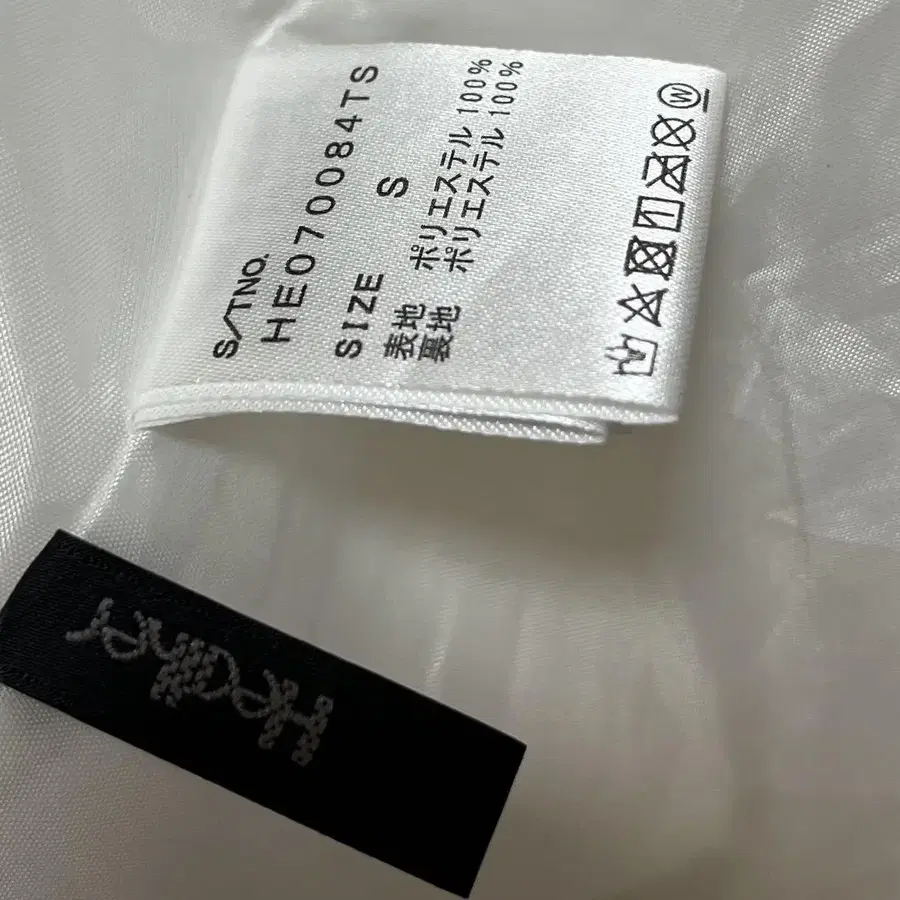 S/TNO.
HE070084TS
SIZE S
表地 ポリエステル 100%
裏地 ポリエステル 100%
W